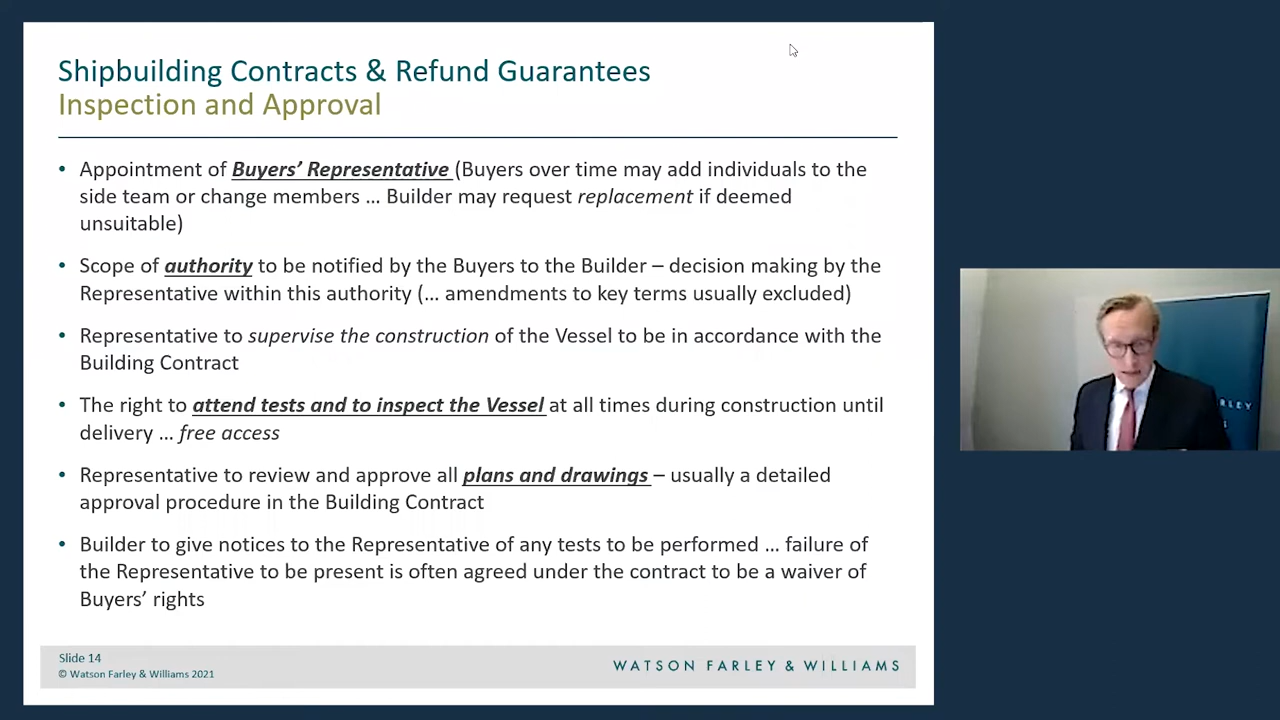 Shipbuilding Contracts & Refund Guarantees
Inspection and Approval
• Appointment of Buyers’ Representative (Buyers over time may add individuals to the
side team or change members … Builder may request replacement if deemed
unsuitable)
• Scope of authority to be notified by the Buyers to the Builder – decision making by the
Representative within this authority (… amendments to key terms usually excluded)
• Representative to supervise the construction of the Vessel to be in accordance with the
Building Contract
• The right to attend tests and to inspect the Vessel at all times during construction until
delivery … free access
• Representative to review and approve all plans and drawings – usually a detailed
approval procedure in the Building Contract
• Builder to give notices to the Representative of any tests to be performed … failure of
the Representative to be present is often agreed under the contract to be a waiver of
Buyers’ rights
Slide 14
© Watson Farley & Williams 2021
WATSON FARLEY & WILLIAMS